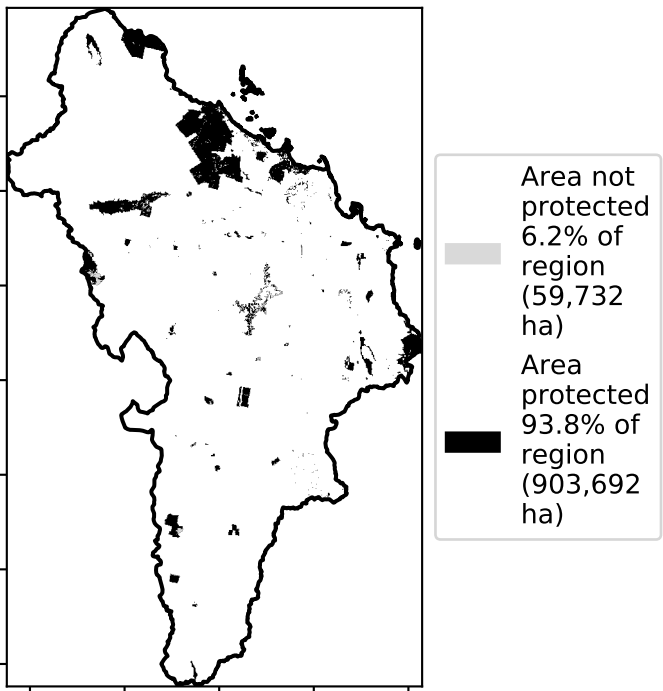 Area not
protected
6.2% of
region
(59,732
ha)
Area
protected
93.8% of
region
(903,692
ha)